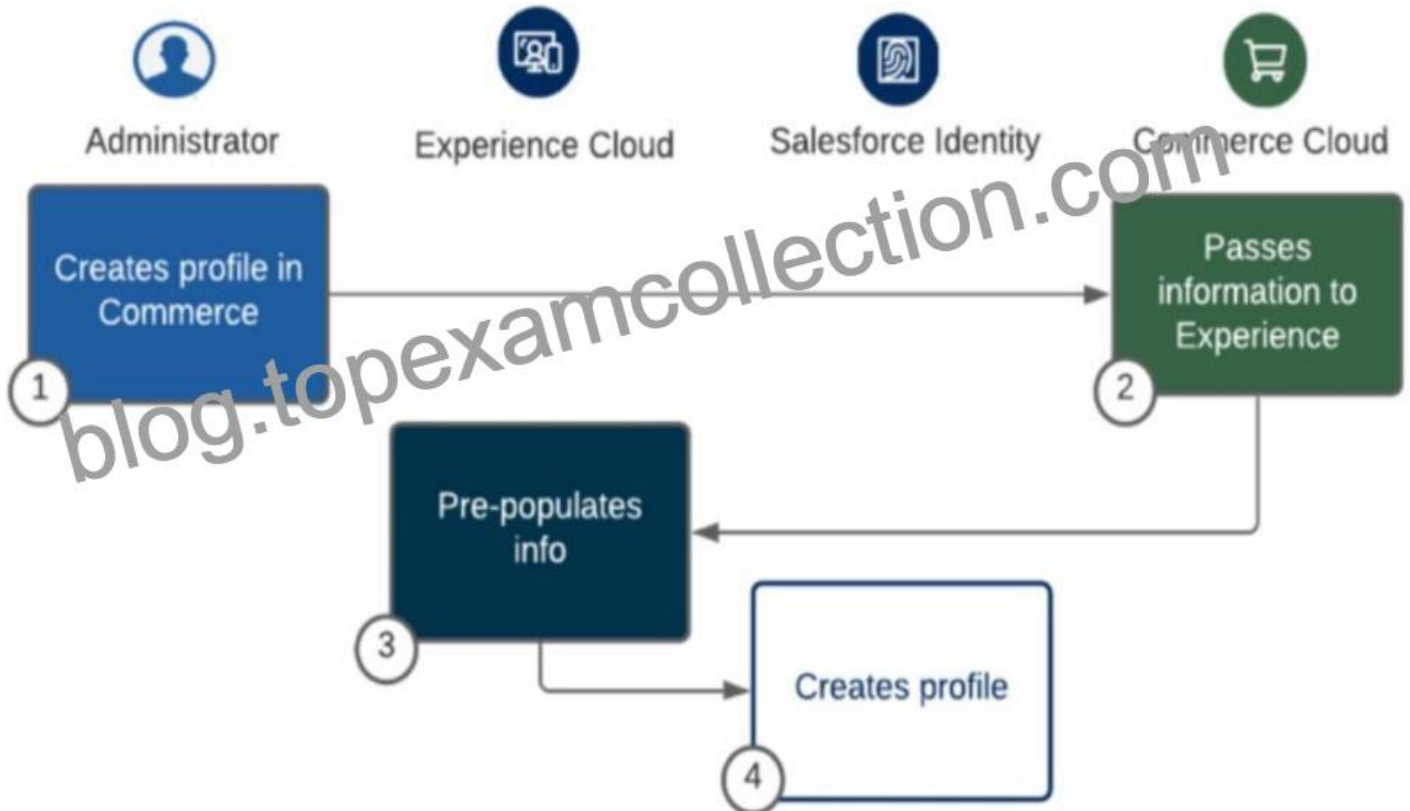 Administrator
Experience Cloud
Salesforce Identity
Commerce Cloud
Creates profile in
Commerce
1
Passes
information to
Experience
2
Pre-populates
info
3
Creates profile
4
blog.topexamcollection.com